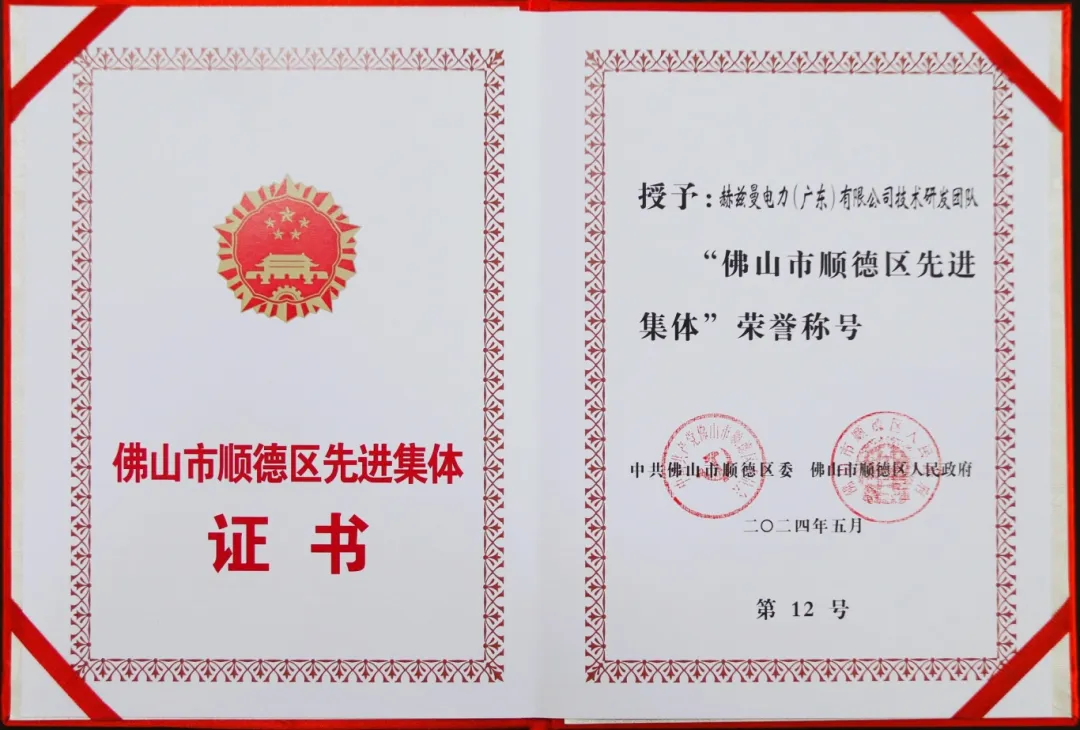 佛山市顺德区先进集体
证书
授予：赫兹曼电力（广东）有限公司技术研发团队
“佛山市顺德区先进
集体”荣誉称号
中共佛山市顺德区委 佛山市顺德区人民政府
二〇二四年五月
第 12 号